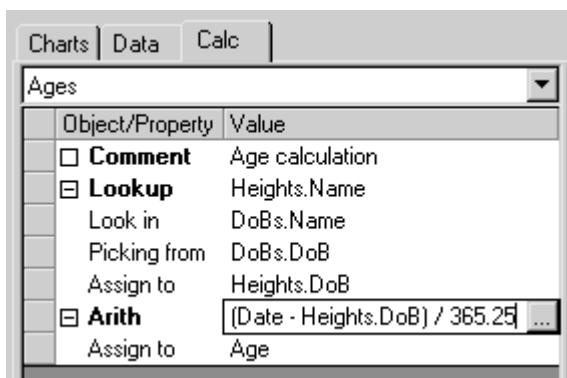 Charts Data Calc
Ages
Object/Property Value
Comment Age calculation
Lookup Heights.Name
Look in DoBs.Name
Picking from DoBs.DoB
Assign to Heights.DoB
Arith (Date - Heights.DoB) / 365.25 ...
Assign to Age